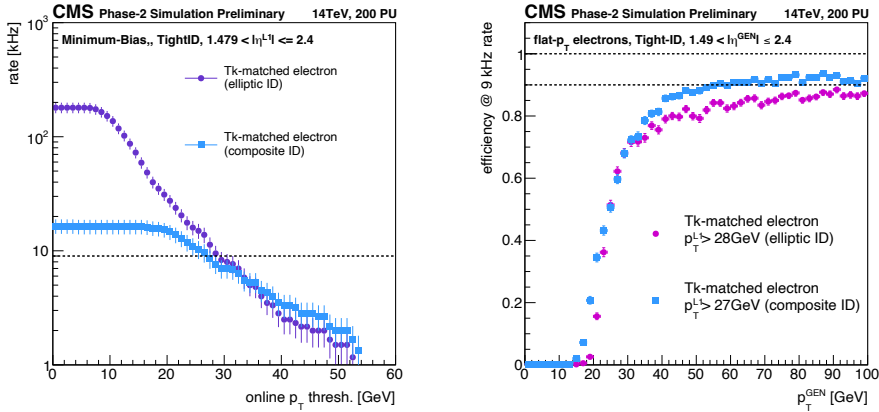 CMS Phase-2 Simulation Preliminary 14TeV, 200 PU
rate [kHz]
Minimum-Bias,, TightID, 1.479 < |η^L1| <= 2.4
Tk-matched electron
(elliptic ID)
Tk-matched electron
(composite ID)
10³
10²
10
1
0 10 20 30 40 50 60
online p_T thresh. [GeV]
CMS Phase-2 Simulation Preliminary 14TeV, 200 PU
efficiency @ 9 kHz rate
flat-p_T electrons, Tight-ID, 1.49 < |η^GEN| ≤ 2.4
1
0.8
0.6
0.4
0.2
0
Tk-matched electron
p_T^L1> 28GeV (elliptic ID)
Tk-matched electron
p_T^L1> 27GeV (composite ID)
0 10 20 30 40 50 60 70 80 90 100
p_T^GEN [GeV]